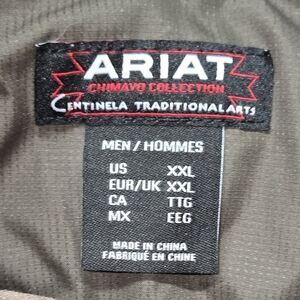 ARIAT
CHIMAYO COLLECTION
CENTINELA TRADITIONAL ARTS
MEN / HOMMES
US XXL
EUR/UK XXL
CA TTG
MX EEG
MADE IN CHINA
FABRIQUÉ EN CHINE